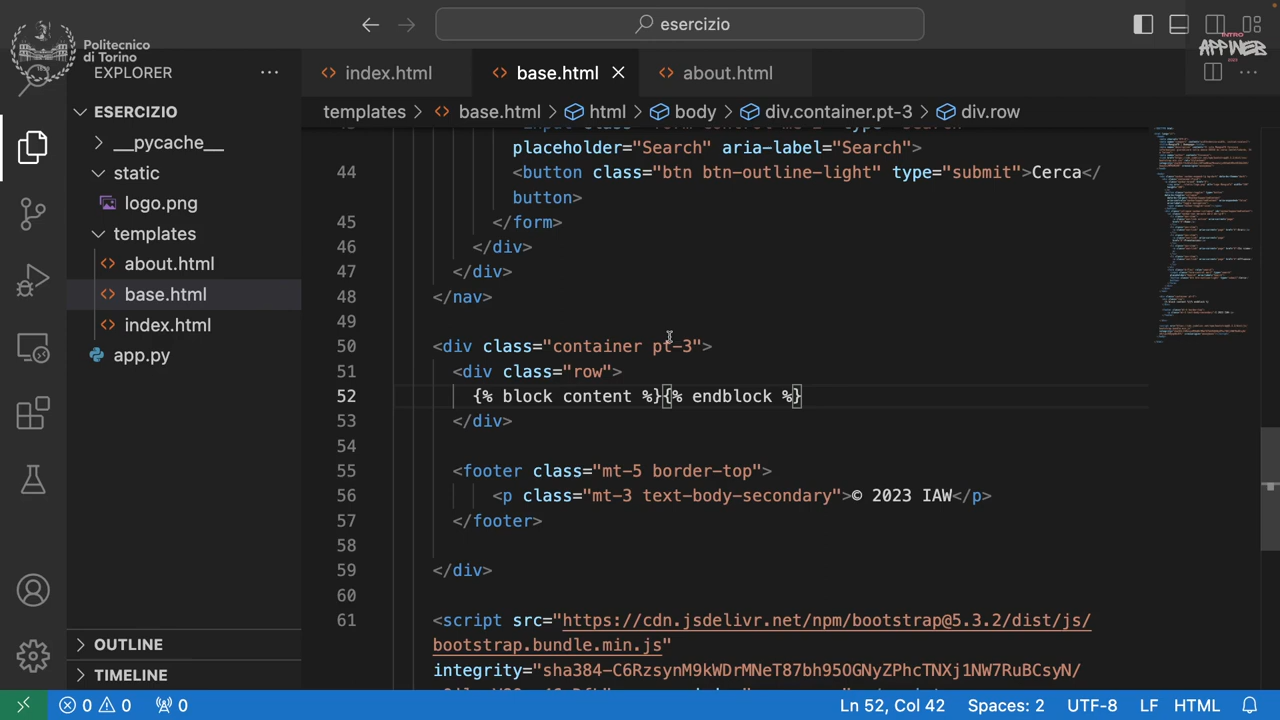 esercizio
Politecnico
di Torino
INTRO
APPIWEB
EXPLORER
index.html
base.html
about.html
ESERCIZIO
templates > base.html > html > body > div.container.pt-3 > div.row
__pycache__
static
logo.png
templates
about.html
base.html
index.html
app.py
OUTLINE
TIMELINE
placeholder="Search" aria-label="Search">
44 <button class="btn btn-outline-light" type="submit">Cerca</
button>
45 </form>
46 </div>
47 </div>
48 </nav>
49
50 <div class="container pt-3">
51 <div class="row">
52 {% block content %}{% endblock %}
53 </div>
54
55 <footer class="mt-5 border-top">
56 <p class="mt-3 text-body-secondary">© 2023 IAW</p>
57 </footer>
58
59 </div>
60
61 <script src="https://cdn.jsdelivr.net/npm/bootstrap@5.3.2/dist/js/
bootstrap.bundle.min.js"
integrity="sha384-C6RzsynM9kWDrMNeT87bh95OGNyZPhcTNXj1NW7RuBCsyN/
0 0 0 Ln 52, Col 42 Spaces: 2 UTF-8 LF HTML